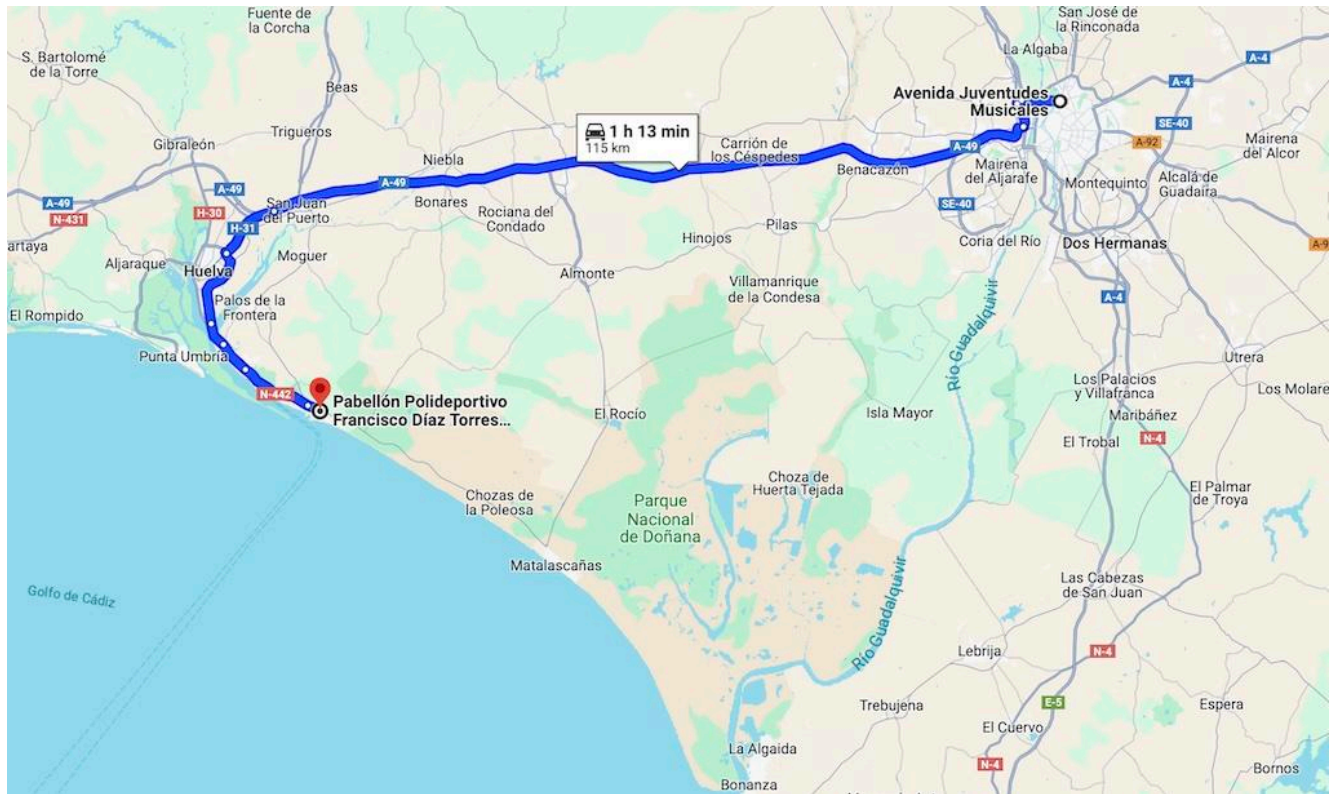 Fuente de
la Corcha
San José de
la Rinconada
La Algaba
S. Bartolomé
de la Torre
A-4
A-4
Beas
Avenida Juventudes
Musicales
SE-40
1 h 13 min
115 km
Trigueros
Gibraleón
Niebla
Carrión de
los Céspedes
A-49
A-92
Mairena
del Alcor
A-49
A-49
Benacazón
Mairena
del Aljarafe
Montequinto
Alcalá de
Guadaira
A-49
N-431
H-30
San Juan
del Puerto
Bonares
Rociana del
Condado
SE-40
H-31
Hinojos
Pilas
Coria del Río
Dos Hermanas
A-9
artaya
Aljaraque
Huelva
Moguer
Almonte
Villamanrique
de la Condesa
A-4
El Rompido
Palos de la
Frontera
Río Guadalquivir
Punta Umbría
Utrera
N-442
Pabellón Polideportivo
Francisco Díaz Torres...
El Rocío
Isla Mayor
Los Palacios
y Villafranca
Los Molare
Maribáñez
El Trobal
N-4
Chozas de
la Poleosa
Parque
Nacional
de Doñana
Choza de
Huerta Tejada
El Palmar
de Troya
Matalascañas
Golfo de Cádiz
Río Guadalquivir
Las Cabezas
de San Juan
Lebrija
N-4
Trebujena
E-5
Espera
El Cuervo
La Algaida
N-4
Bornos
Bonanza